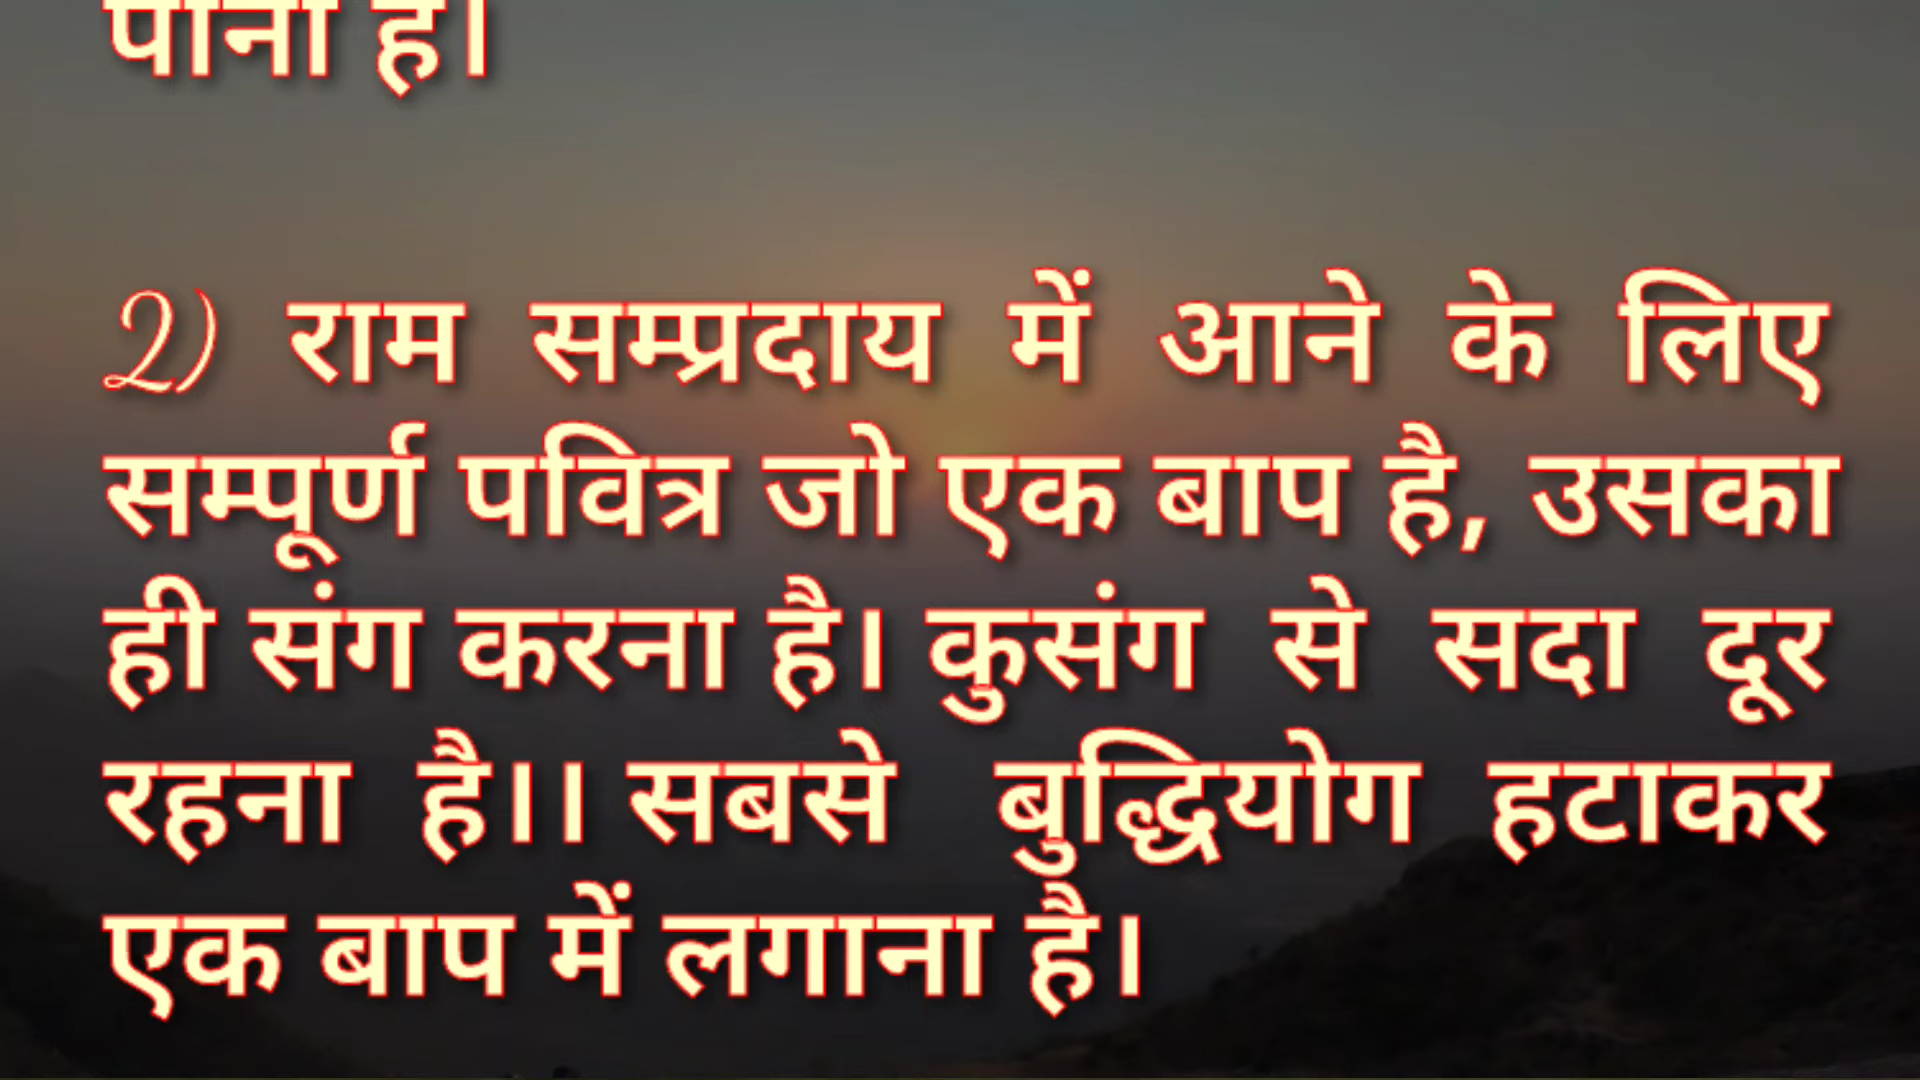 पाना है।
2) राम सम्प्रदाय में आने के लिए
सम्पूर्ण पवित्र जो एक बाप है, उसका
ही संग करना है। कुसंग से सदा दूर
रहना है।। सबसे बुद्धियोग हटाकर
एक बाप में लगाना है।